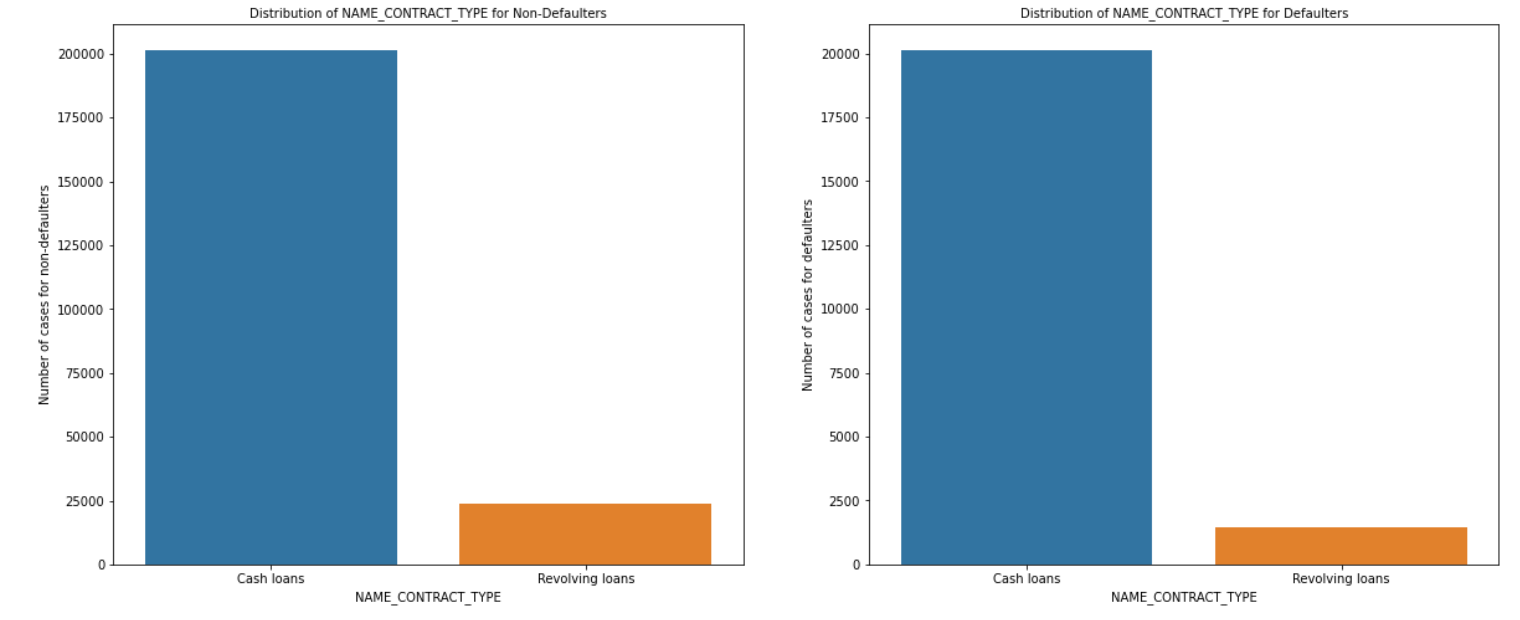 Distribution of NAME_CONTRACT_TYPE for Non-Defaulters
Number of cases for non-defaulters
200000
175000
150000
125000
100000
75000
50000
25000
0
Cash loans
Revolving loans
NAME_CONTRACT_TYPE
Distribution of NAME_CONTRACT_TYPE for Defaulters
Number of cases for defaulters
20000
17500
15000
12500
10000
7500
5000
2500
0
Cash loans
Revolving loans
NAME_CONTRACT_TYPE